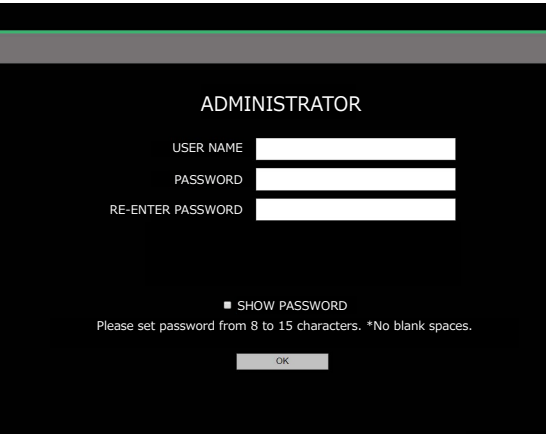 ADMINISTRATOR
USER NAME
PASSWORD
RE-ENTER PASSWORD
SHOW PASSWORD
Please set password from 8 to 15 characters. *No blank spaces.
OK